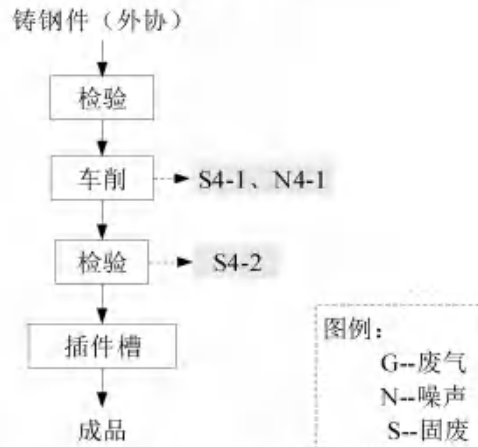 铸钢件（外协）
检验
车削
S4-1、N4-1
检验
S4-2
插件槽
成品
图例：
G--废气
N--噪声
S--固废